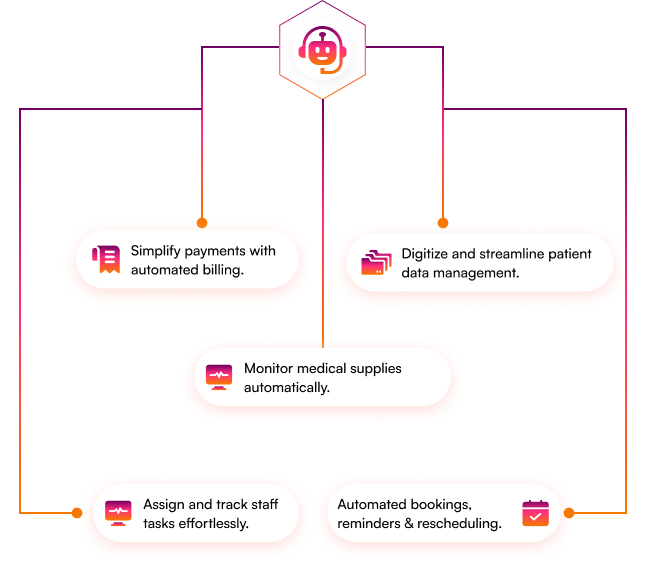 Simplify payments with
automated billing.
Digitize and streamline patient
data management.
Monitor medical supplies
automatically.
Assign and track staff
tasks effortlessly.
Automated bookings,
reminders & rescheduling.